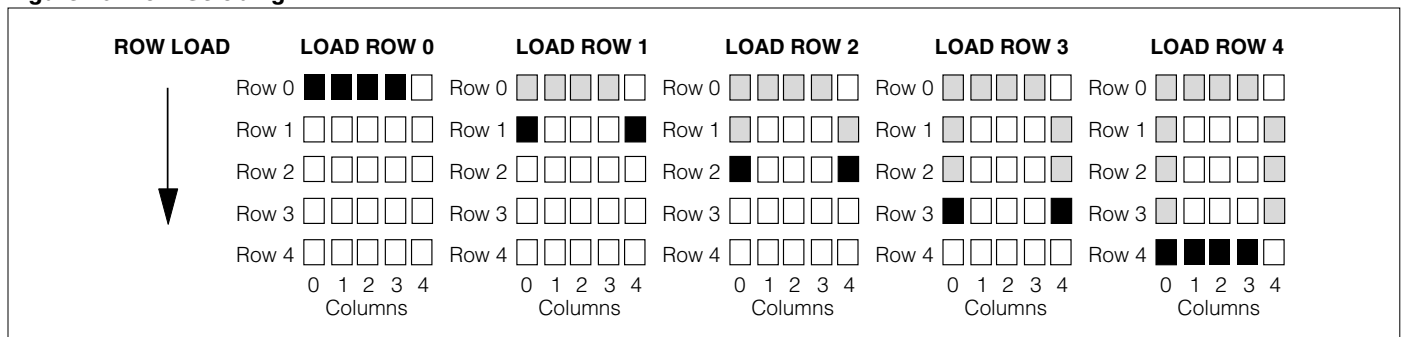 ROW LOAD LOAD ROW 0 LOAD ROW 1 LOAD ROW 2 LOAD ROW 3 LOAD ROW 4
Row 0 Row 0 Row 0 Row 0 Row 0
Row 1 Row 1 Row 1 Row 1 Row 1
Row 2 Row 2 Row 2 Row 2 Row 2
Row 3 Row 3 Row 3 Row 3 Row 3
Row 4 Row 4 Row 4 Row 4 Row 4
0 1 2 3 4 0 1 2 3 4 0 1 2 3 4 0 1 2 3 4 0 1 2 3 4
Columns Columns Columns Columns Columns